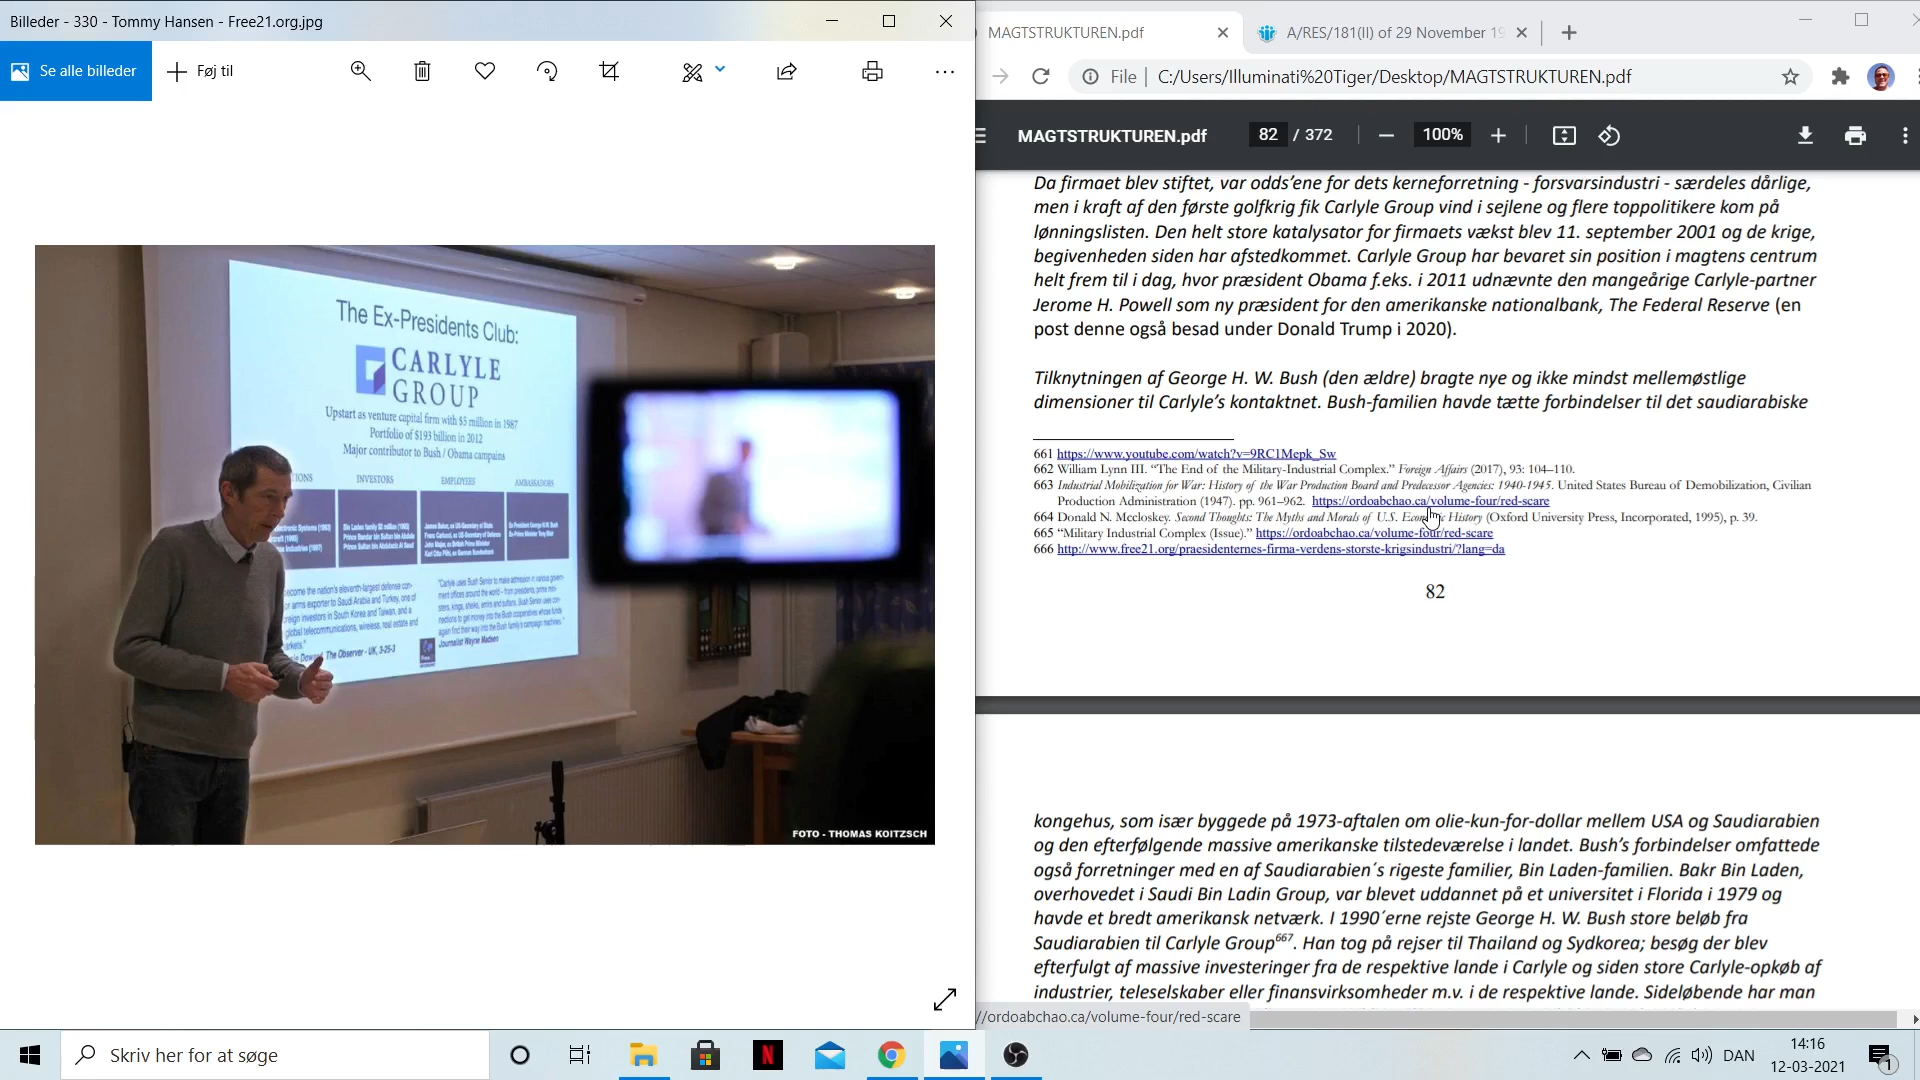 Billeder - 330 - Tommy Hansen - Free21.org.jpg
Se alle billeder
Føj til
The Ex-Presidents Club:
CARLYLE
GROUP
Upstart as venture capital firm with $5 million in 1987
Portfolio of $193 billion in 2012
Major contributor to Bush / Obama campains
IONS
INVESTORS
EMPLOYEES
AMBASSADORS
Journalist Wayne Madsen
The Observer - UK, 3-25-3
FOTO - THOMAS KOITZSCH
MAGTSTRUKTUREN.pdf
A/RES/181(II) of 29 November 19
File
C:/Users/Illuminati%20Tiger/Desktop/MAGTSTRUKTUREN.pdf
MAGTSTRUKTUREN.pdf
82 / 372
100%
Da firmaet blev stiftet, var odds’ene for dets kerneforretning - forsvarsindustri - særdeles dårlige,
men i kraft af den første golfkrig fik Carlyle Group vind i sejlene og flere toppolitikere kom på
lønningslisten. Den helt store katalysator for firmaets vækst blev 11. september 2001 og de krige,
begivenheden siden har afstedkommet. Carlyle Group har bevaret sin position i magtens centrum
helt frem til i dag, hvor præsident Obama f.eks. i 2011 udnævnte den mangeårige Carlyle-partner
Jerome H. Powell som ny præsident for den amerikanske nationalbank, The Federal Reserve (en
post denne også besad under Donald Trump i 2020).
Tilknytningen af George H. W. Bush (den ældre) bragte nye og ikke mindst mellemøstlige
dimensioner til Carlyle’s kontaktnet. Bush-familien havde tætte forbindelser til det saudiarabiske
661 https://www.youtube.com/watch?v=9RC1Mepk_Sw
662 William Lynn III. “The End of the Military-Industrial Complex.” Foreign Affairs (2017), 93: 104–110.
663 Industrial Mobilization for War: History of the War Production Board and Predecessor Agencies: 1940-1945. United States Bureau of Demobilization, Civilian
Production Administration (1947). pp. 961–962. https://ordoabchao.ca/volume-four/red-scare
664 Donald N. Mccloskey. Second Thoughts: The Myths and Morals of U.S. Economic History (Oxford University Press, Incorporated, 1995), p. 39.
665 “Military Industrial Complex (Issue).” https://ordoabchao.ca/volume-four/red-scare
666 http://www.free21.org/praesidenternes-firma-verdens-storste-krigsindustri/?lang=da
82
kongehus, som især byggede på 1973-aftalen om olie-kun-for-dollar mellem USA og Saudiarabien
og den efterfølgende massive amerikanske tilstedeværelse i landet. Bush’s forbindelser omfattede
også forretninger med en af Saudiarabien´s rigeste familier, Bin Laden-familien. Bakr Bin Laden,
overhovedet i Saudi Bin Ladin Group, var blevet uddannet på et universitet i Florida i 1979 og
havde et bredt amerikansk netværk. I 1990´erne rejste George H. W. Bush store beløb fra
Saudiarabien til Carlyle Group667. Han tog på rejser til Thailand og Sydkorea; besøg der blev
efterfulgt af massive investeringer fra de respektive lande i Carlyle og siden store Carlyle-opkøb af
industrier, teleselskaber eller finansvirksomheder m.v. i de respektive lande. Sideløbende har man
//ordoabchao.ca/volume-four/red-scare
Skriv her for at søge
DAN
14:16
12-03-2021
1